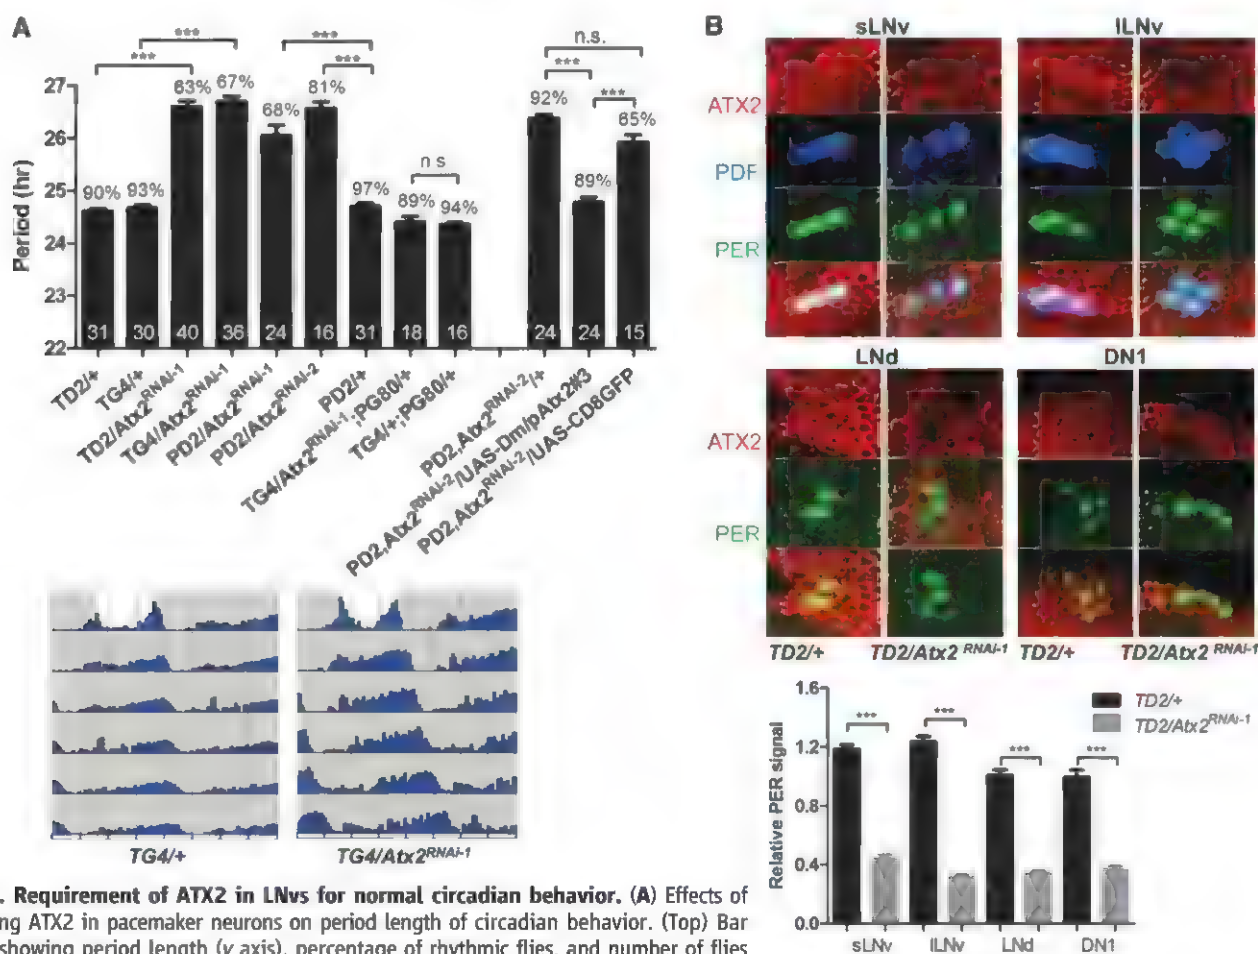 A
***
***
***
***
n.s.
***
***
63%
67%
68%
81%
92%
65%
90%
93%
97%
89%
94%
89%
n s
27
26
25
24
23
22
Period (hr)
31
30
40
36
24
16
31
18
16
24
24
15
TD2/+
TG4/+
TD2/Atx2RNAi-1
TG4/Atx2RNAi-1
PD2/Atx2RNAi-1
PD2/Atx2RNAi-2
PD2/+
TG4/Atx2RNAi-1;PG80/+
TG4/+;PG80/+
PD2,Atx2RNAi-2/+
PD2,Atx2RNAi-2/UAS-Dm/pAtx2#3
PD2,Atx2RNAi-2/UAS-CD8GFP
TG4/+
TG4/Atx2RNAi-1
. Requirement of ATX2 in LNvs for normal circadian behavior. (A) Effects of
ng ATX2 in pacemaker neurons on period length of circadian behavior. (Top) Bar
showing period length (y axis), percentage of rhythmic flies, and number of flies
B
sLNv
lLNv
ATX2
PDF
PER
LNd
DN1
ATX2
PER
TD2/+
TD2/Atx2 RNAi-1
TD2/+
TD2/Atx2 RNAi-1
1.6
1.2
0.8
0.4
0.0
Relative PER signal
***
***
***
***
TD2/+
TD2/Atx2RNAi-1
sLNv
lLNv
LNd
DN1